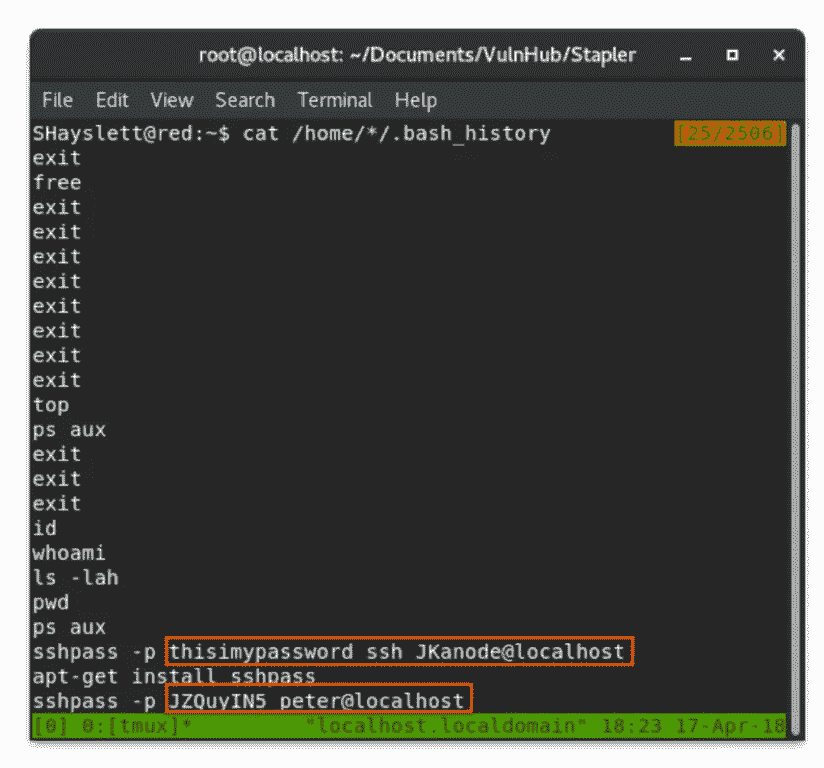 root@localhost: ~/Documents/VulnHub/Stapler
File Edit View Search Terminal Help
SHayslett@red:~$ cat /home/*/.bash_history [25/2506]
exit
free
exit
exit
exit
exit
exit
exit
exit
exit
top
ps aux
exit
exit
exit
id
whoami
ls -lah
pwd
ps aux
sshpass -p thisimypassword ssh JKanode@localhost
apt-get install sshpass
sshpass -p JZQuyIN5 peter@localhost
[0] 0:[tmux]* "localhost.localdomain" 18:23 17-Apr-18